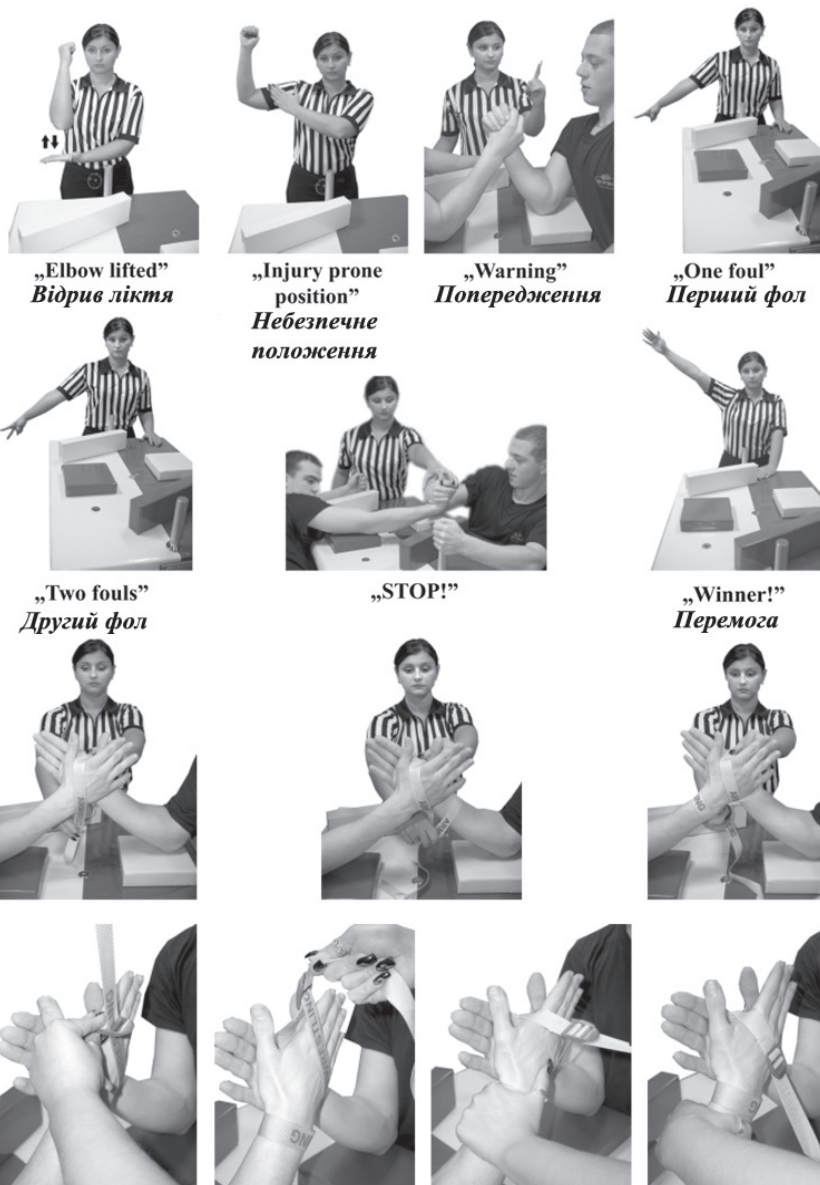 „Elbow lifted”
Відрив ліктя
„Injury prone
position”
Небезпечне
положення
„Warning”
Попередження
„One foul”
Перший фол
„Two fouls”
Другий фол
„STOP!”
„Winner!”
Перемога